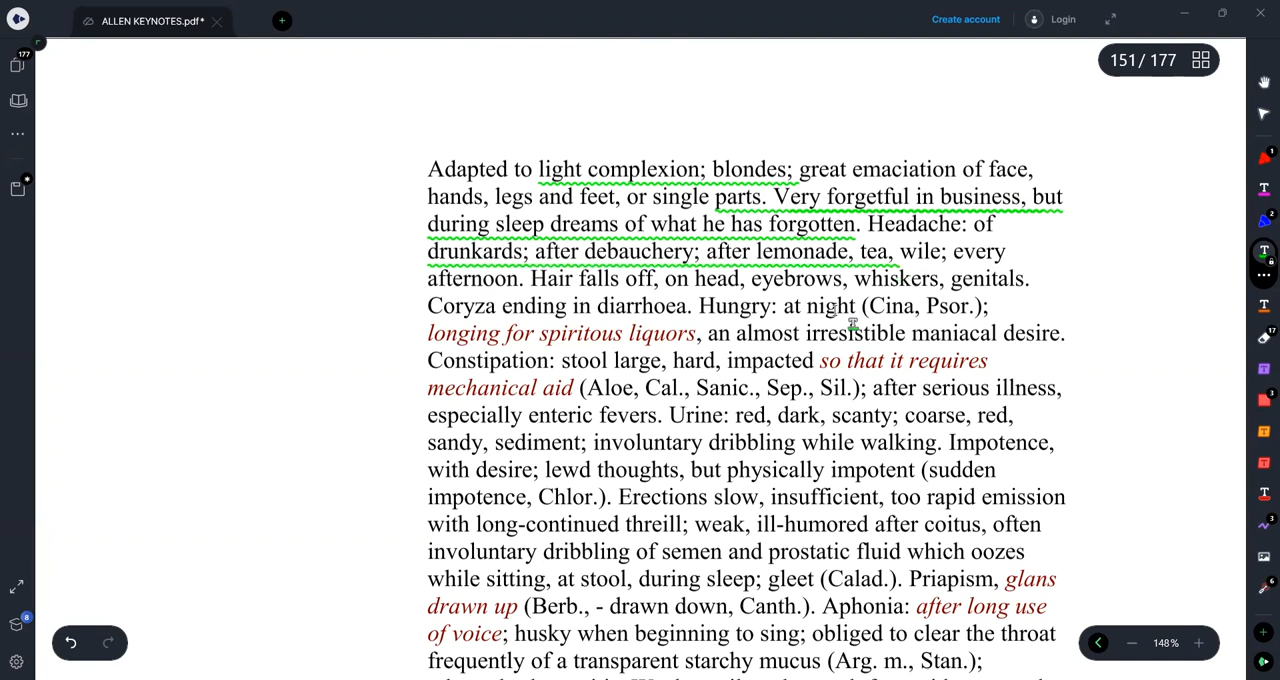 ALLEN KEYNOTES.pdf*
Create account
Login
177
151/ 177
Adapted to light complexion; blondes; great emaciation of face,
hands, legs and feet, or single parts. Very forgetful in business, but
during sleep dreams of what he has forgotten. Headache: of
drunkards; after debauchery; after lemonade, tea, wile; every
afternoon. Hair falls off, on head, eyebrows, whiskers, genitals.
Coryza ending in diarrhoea. Hungry: at night (Cina, Psor.);
longing for spiritous liquors, an almost irresistible maniacal desire.
Constipation: stool large, hard, impacted so that it requires
mechanical aid (Aloe, Cal., Sanic., Sep., Sil.); after serious illness,
especially enteric fevers. Urine: red, dark, scanty; coarse, red,
sandy, sediment; involuntary dribbling while walking. Impotence,
with desire; lewd thoughts, but physically impotent (sudden
impotence, Chlor.). Erections slow, insufficient, too rapid emission
with long-continued threill; weak, ill-humored after coitus, often
involuntary dribbling of semen and prostatic fluid which oozes
while sitting, at stool, during sleep; gleet (Calad.). Priapism, glans
drawn up (Berb., - drawn down, Canth.). Aphonia: after long use
of voice; husky when beginning to sing; obliged to clear the throat
frequently of a transparent starchy mucus (Arg. m., Stan.);
148%
8
1
2
17
3
3
6